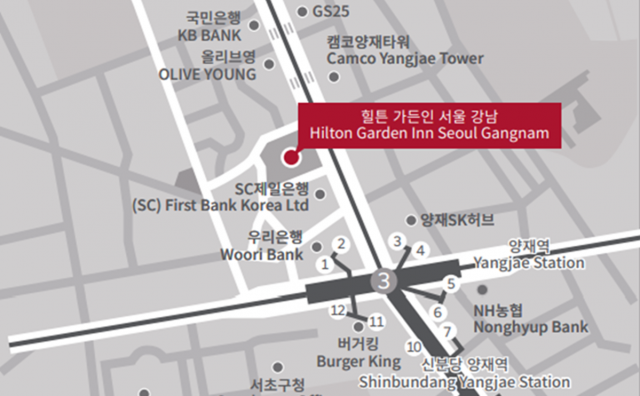 국민은행
KB BANK
GS25
올리브영
OLIVE YOUNG
캠코양재타워
Camco Yangjae Tower
힐튼 가든인 서울 강남
Hilton Garden Inn Seoul Gangnam
SC제일은행
(SC) First Bank Korea Ltd
양재SK허브
우리은행
Woori Bank
2
1
3
4
양재역
Yangjae Station
3
5
6
NH농협
Nonghyup Bank
12
11
7
10
버거킹
Burger King
신분당 양재역
Shinbundang Yangjae Station
서초구청